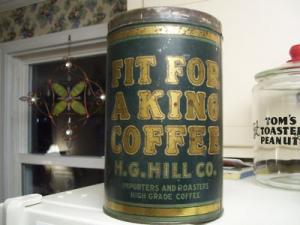 FIT FOR
A KING
COFFEE
H.G. HILL CO.
IMPORTERS AND ROASTERS
HIGH GRADE COFFEE
TOM'S
TOASTED
PEANUTS